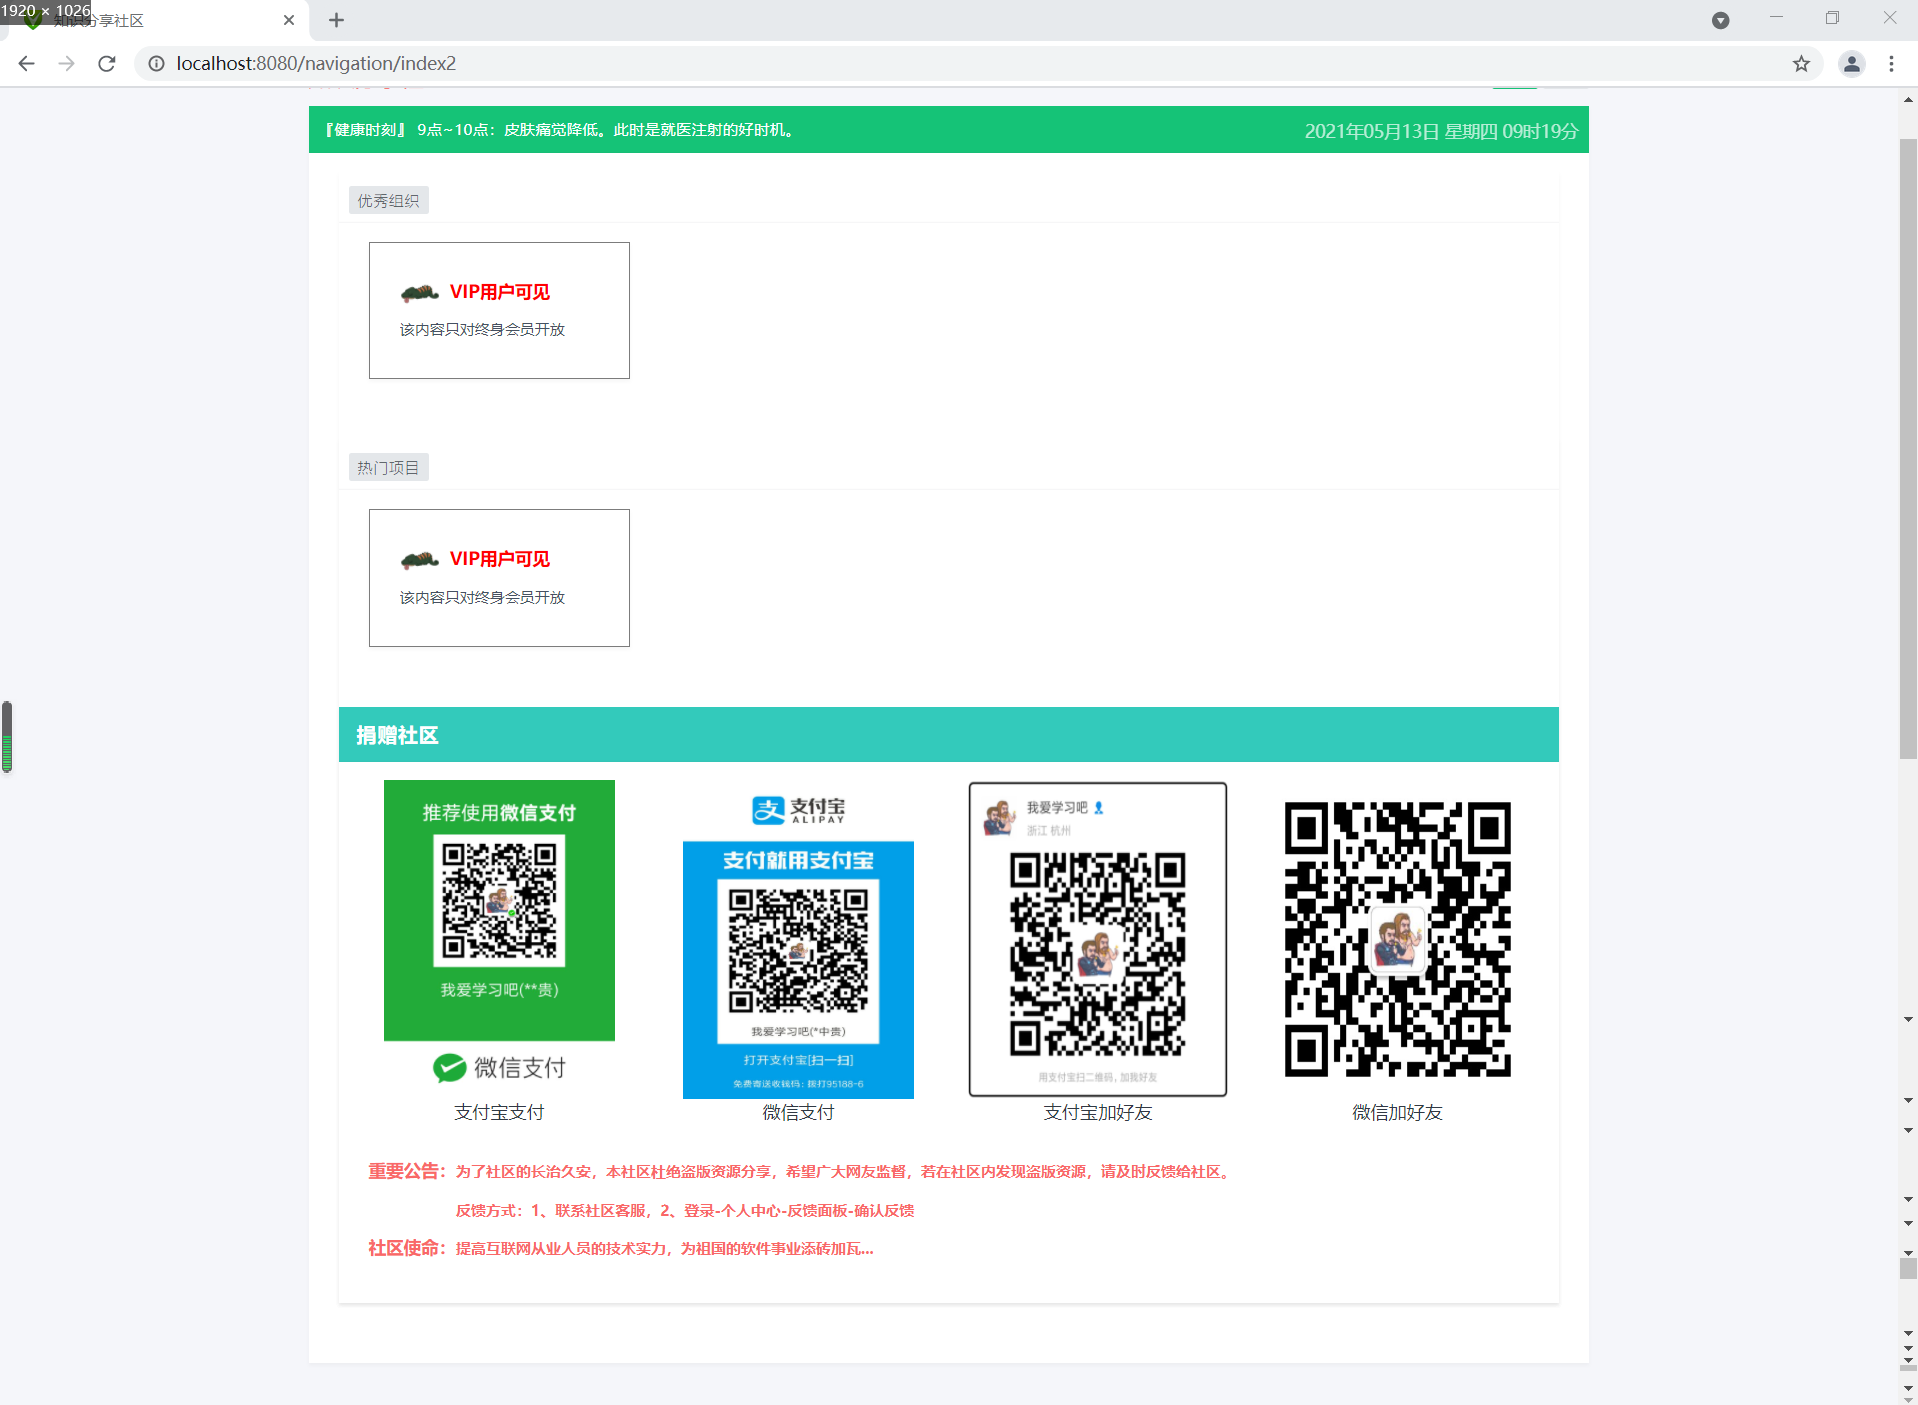 1920 × 1026
知识分享社区
localhost:8080/navigation/index2
『健康时刻』 9点~10点：皮肤痛觉降低。此时是就医注射的好时机。
2021年05月13日 星期四 09时19分
优秀组织
VIP用户可见
该内容只对终身会员开放
热门项目
VIP用户可见
该内容只对终身会员开放
捐赠社区
推荐使用微信支付
我爱学习吧(**贵)
微信支付
支付宝支付
支付宝
ALIPAY
支付就用支付宝
我爱学习吧(*中贵)
打开支付宝[扫一扫]
免费寄送收钱码：拨打95188-6
微信支付
我爱学习吧
浙江 杭州
用支付宝扫二维码，加我好友
支付宝加好友
微信加好友
重要公告：为了社区的长治久安，本社区杜绝盗版资源分享，希望广大网友监督，若在社区内发现盗版资源，请及时反馈给社区。
反馈方式：1、联系社区客服，2、登录-个人中心-反馈面板-确认反馈
社区使命：提高互联网从业人员的技术实力，为祖国的软件事业添砖加瓦...